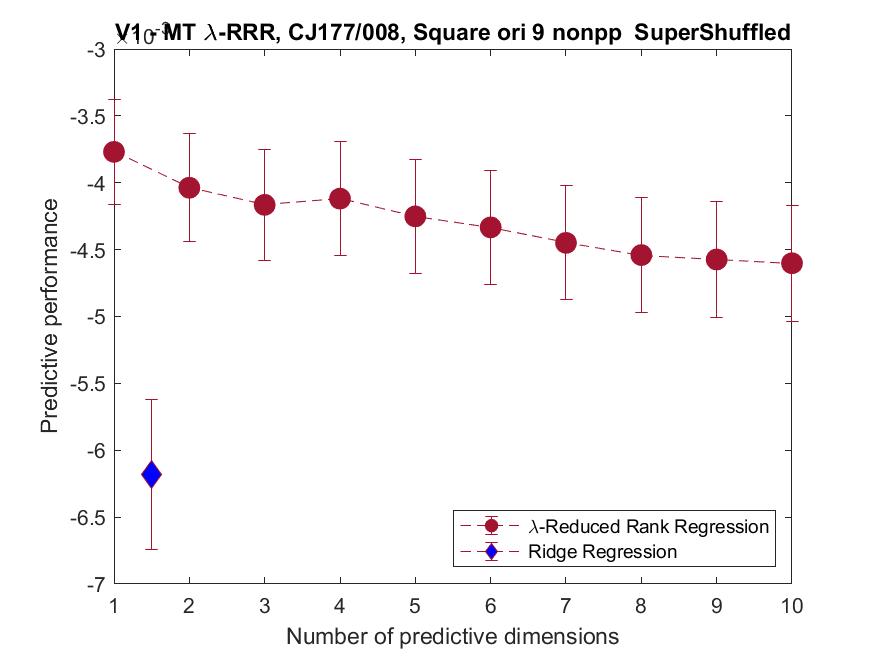 V1 - MT λ-RRR, CJ177/008, Square ori 9 nonpp SuperShuffled
×10⁻³
-3
-3.5
-4
-4.5
-5
-5.5
-6
-6.5
-7
Predictive performance
λ-Reduced Rank Regression
Ridge Regression
1 2 3 4 5 6 7 8 9 10
Number of predictive dimensions